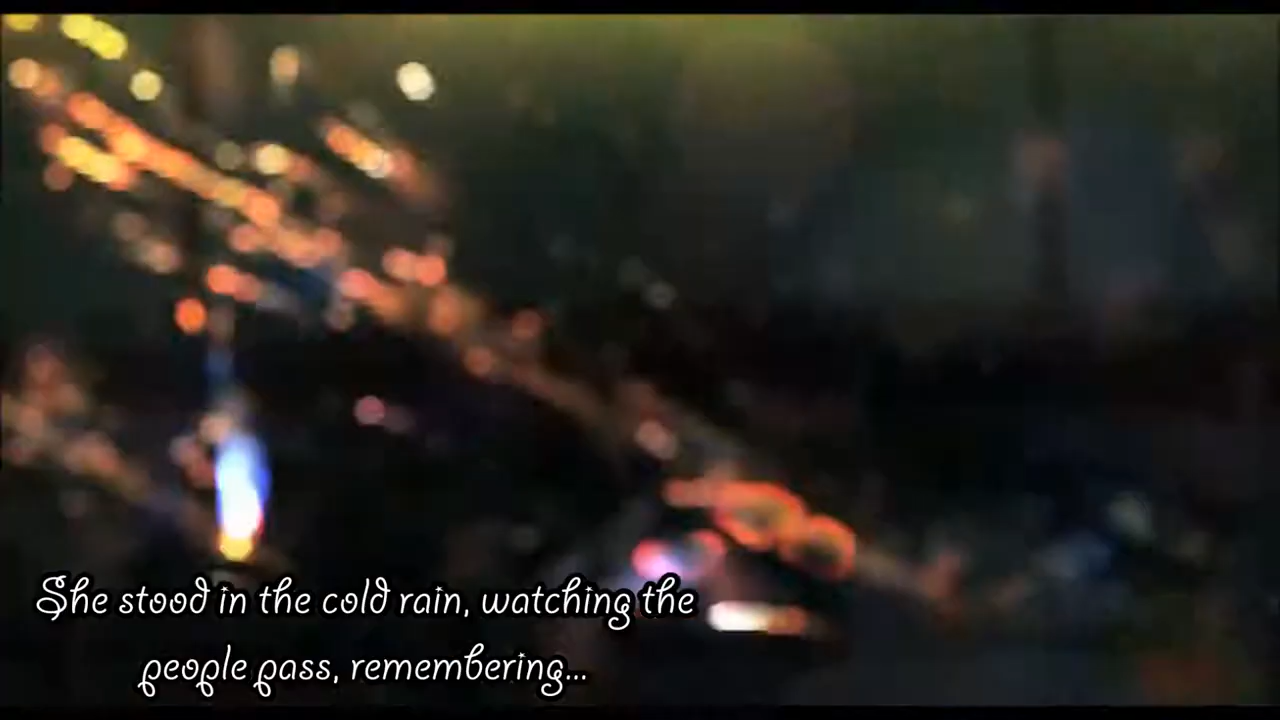 She stood in the cold rain, watching the
people pass, remembering...